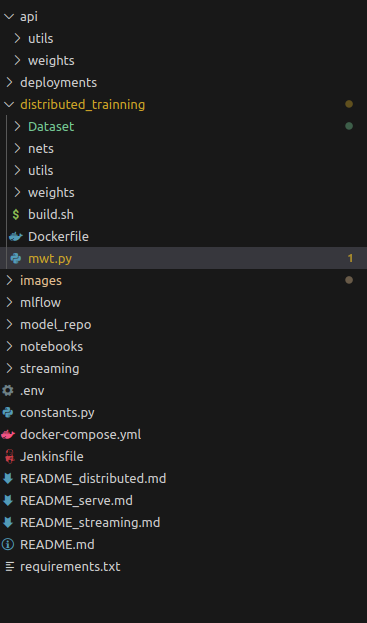 api
utils
weights
deployments
distributed_trainning
Dataset
nets
utils
weights
$ build.sh
Dockerfile
mwt.py 1
images
mlflow
model_repo
notebooks
streaming
.env
constants.py
docker-compose.yml
Jenkinsfile
README_distributed.md
README_serve.md
README_streaming.md
README.md
requirements.txt